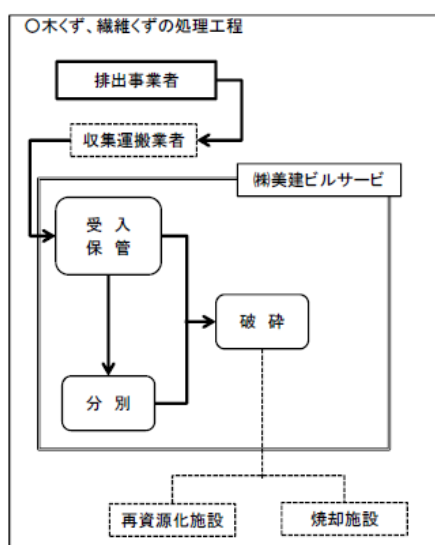 ○木くず、繊維くずの処理工程
排出事業者
収集運搬業者
㈱美建ビルサービ
受 入
保 管
破 砕
分 別
再資源化施設
焼却施設